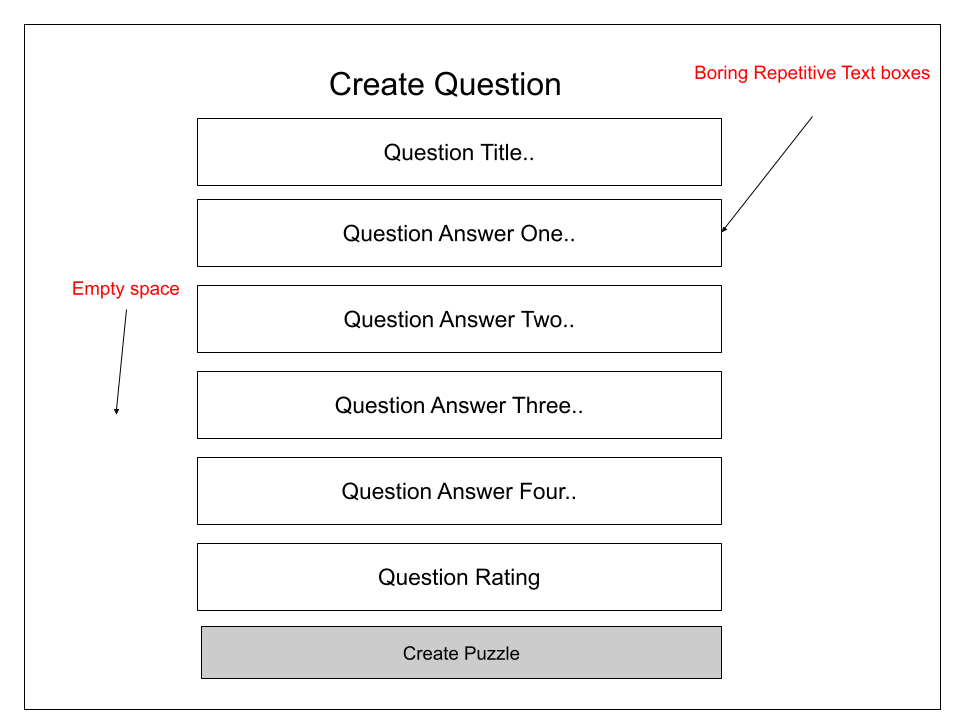 Create Question
Boring Repetitive Text boxes
Question Title..
Question Answer One..
Empty space
Question Answer Two..
Question Answer Three..
Question Answer Four..
Question Rating
Create Puzzle